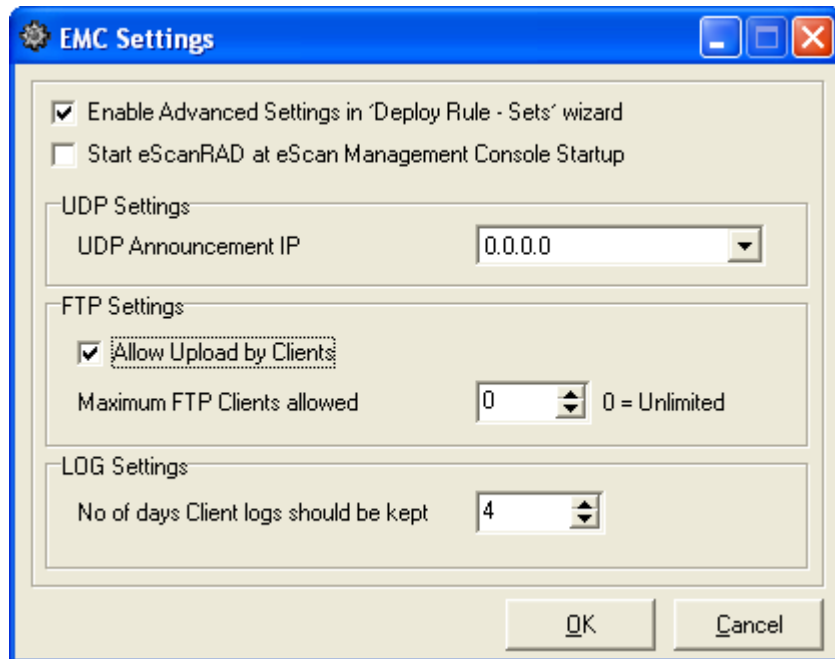 EMC Settings
Enable Advanced Settings in ‘Deploy Rule - Sets’ wizard
Start eScanRAD at eScan Management Console Startup
UDP Settings
UDP Announcement IP 0.0.0.0
FTP Settings
Allow Upload by Clients
Maximum FTP Clients allowed 0 0 = Unlimited
LOG Settings
No of days Client logs should be kept 4
OK Cancel